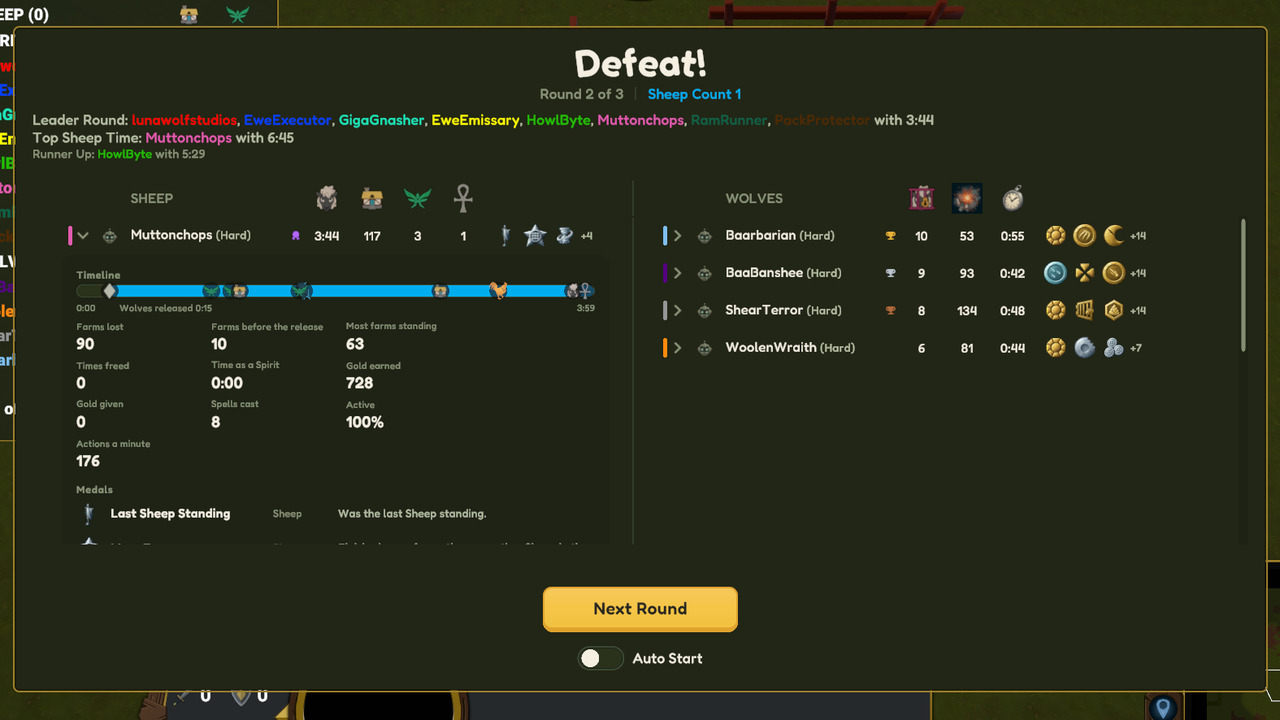 EEP (0)
Defeat!
Round 2 of 3 | Sheep Count 1
Leader Round: lunawolfstudios, EweExecutor, GigaGnasher, EweEmissary, HowlByte, Muttonchops, RamRunner, PackProtector with 3:44
Top Sheep Time: Muttonchops with 6:45
Runner Up: HowlByte with 5:29
SHEEP
WOLVES
Muttonchops (Hard) 3:44 117 3 1 +4
Baarbarian (Hard) 10 53 0:55 +14
BaaBanshee (Hard) 9 93 0:42 +14
ShearTerror (Hard) 8 134 0:48 +14
WoolenWraith (Hard) 6 81 0:44 +7
Timeline
0:00 Wolves released 0:15 3:59
Farms lost Farms before the release Most farms standing
90 10 63
Times freed Time as a Spirit Gold earned
0 0:00 728
Gold given Spells cast Active
0 8 100%
Actions a minute
176
Medals
Last Sheep Standing Sheep Was the last Sheep standing.
Next Round
Auto Start
0 0